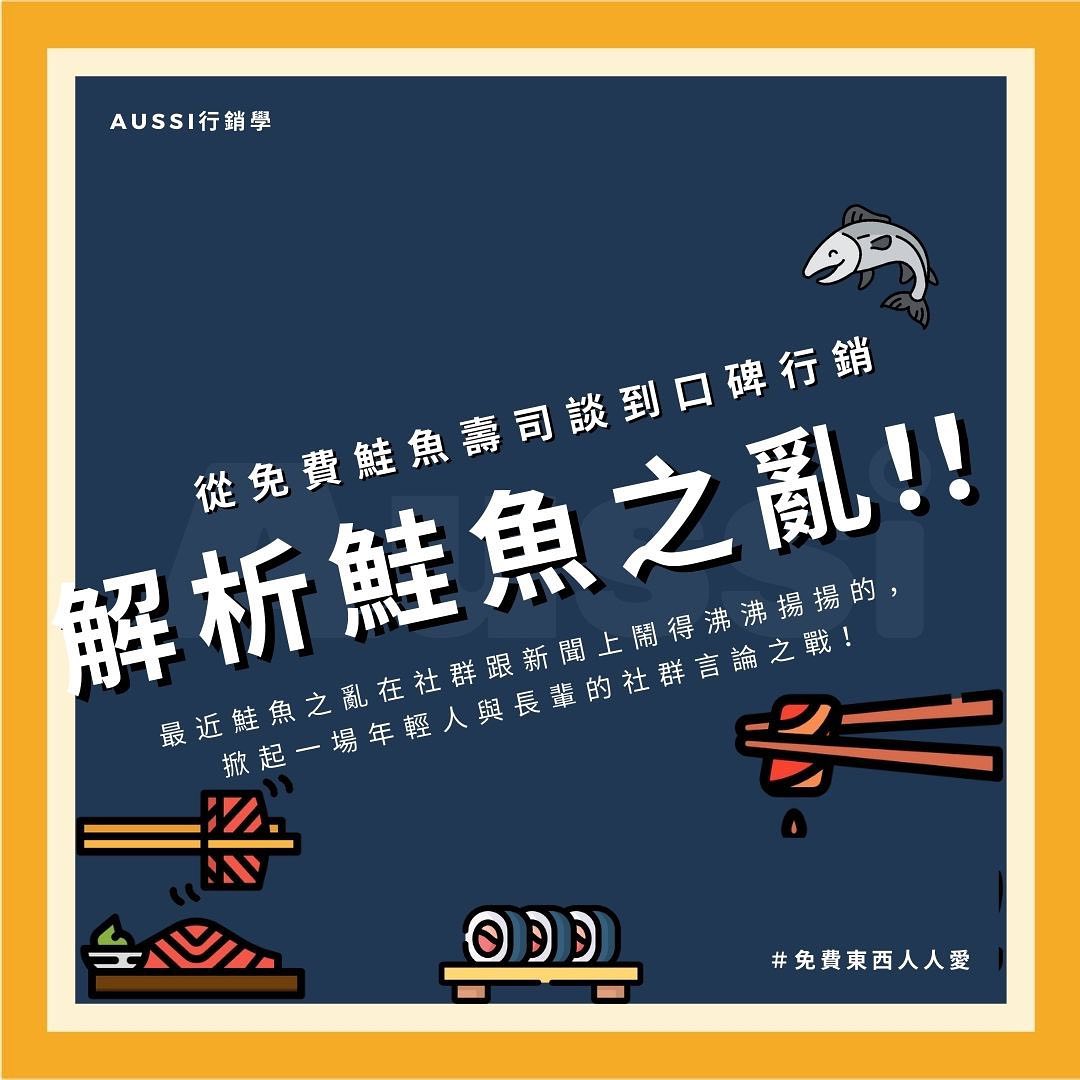 AUSSI行銷學
從免費鮭魚壽司談到口碑行銷
解析鮭魚之亂!!
Aussi
最近鮭魚之亂在社群跟新聞上鬧得沸沸揚揚的，
掀起一場年輕人與長輩的社群言論之戰！
#免費東西人人愛